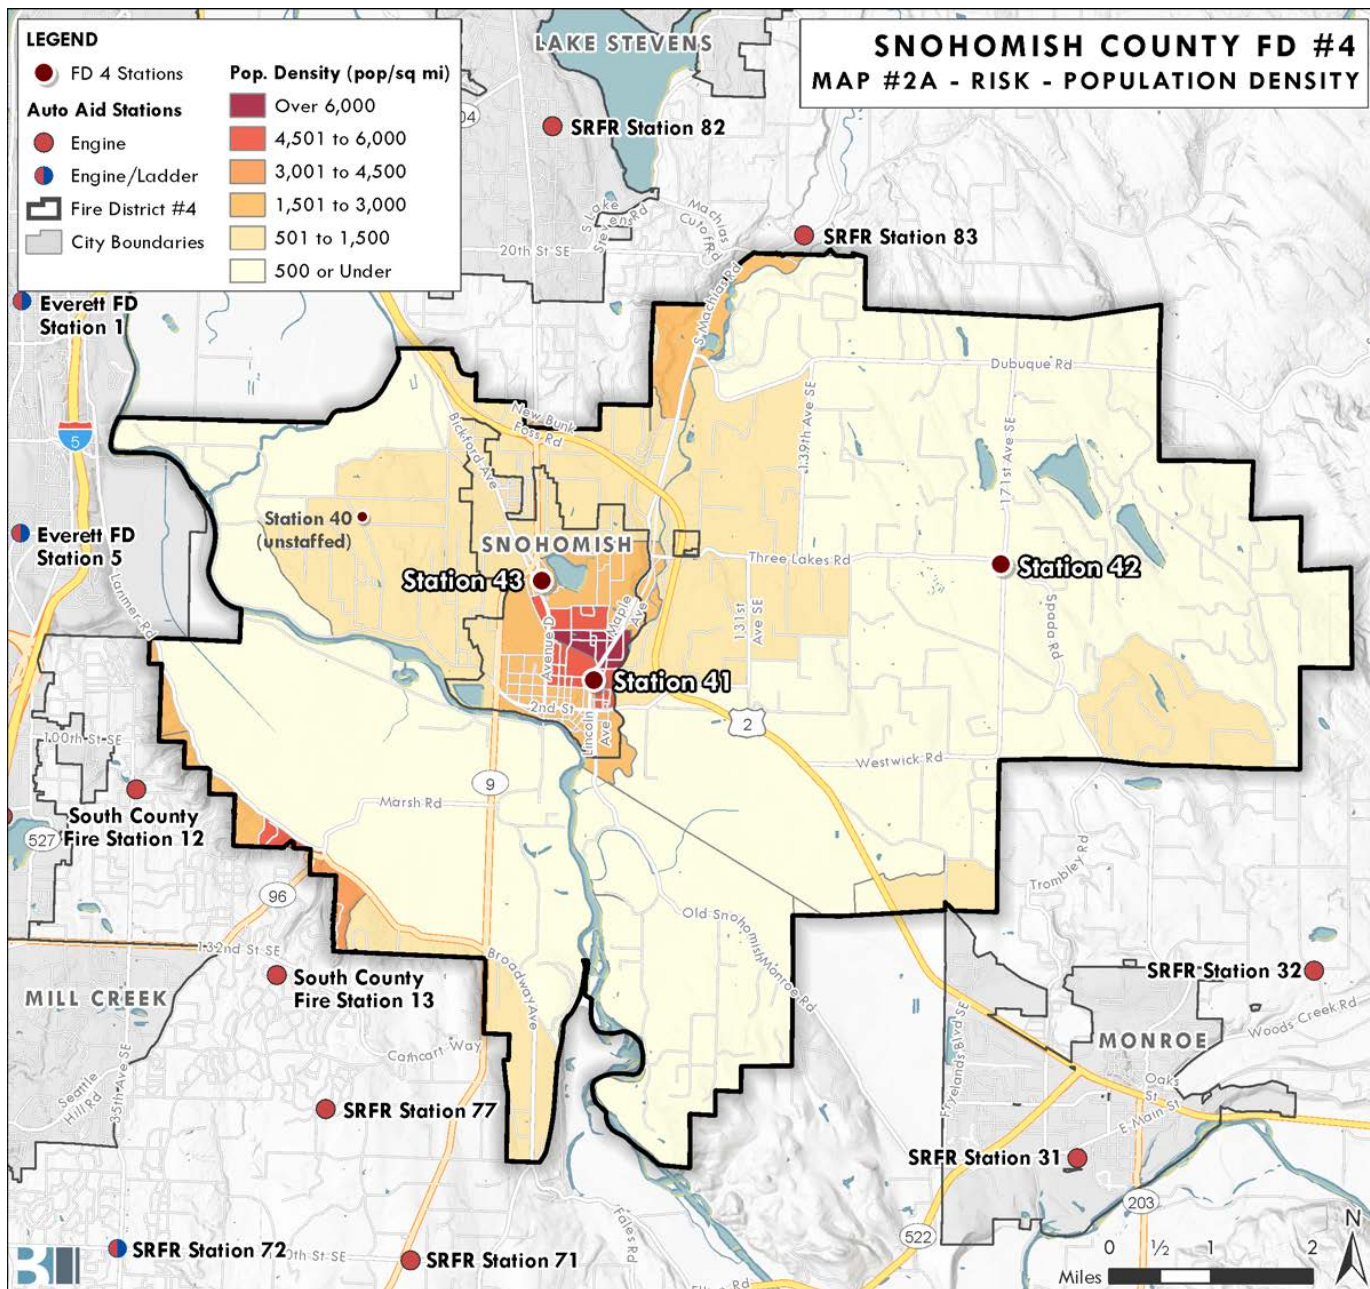 LEGEND
FD 4 Stations
Auto Aid Stations
Engine
Engine/Ladder
Fire District #4
City Boundaries
Pop. Density (pop/sq mi)
Over 6,000
4,501 to 6,000
3,001 to 4,500
1,501 to 3,000
501 to 1,500
500 or Under
SNOHOMISH COUNTY FD #4
MAP #2A - RISK - POPULATION DENSITY
LAKE STEVENS
04
SRFR Station 82
S Lake
Stevens Rd
Machias
Cutoff Rd
20th St SE
SRFR Station 83
S Machias Rd
Everett FD
Station 1
5
Dubuque Rd
New Bunk
Foss Rd
Bickford Ave
139th Ave SE
171st Ave SE
Station 40
(unstaffed)
Everett FD
Station 5
SNOHOMISH
Three Lakes Rd
Station 43
Station 42
Larimer Rd
Maple
Ave
131st
Ave SE
Spada Rd
Avenue D
Station 41
2nd St
Lincoln
Ave
2
100th St SE
Westwick Rd
9
Marsh Rd
South County
Fire Station 12
527
Trombley Rd
96
Old Snohomish Monroe Rd
132nd St SE
Broadway Ave
South County
Fire Station 13
SRFR Station 32
MILL CREEK
Woods Creek Rd
Fryelands Blvd SE
MONROE
Cathcart Way
35th Ave SE
Seattle
Hill Rd
Oaks
St
E Main St
SRFR Station 77
SRFR Station 31
203
Fales Rd
522
N
SRFR Station 72
0th St SE
SRFR Station 71
0 ½ 1 2
Miles